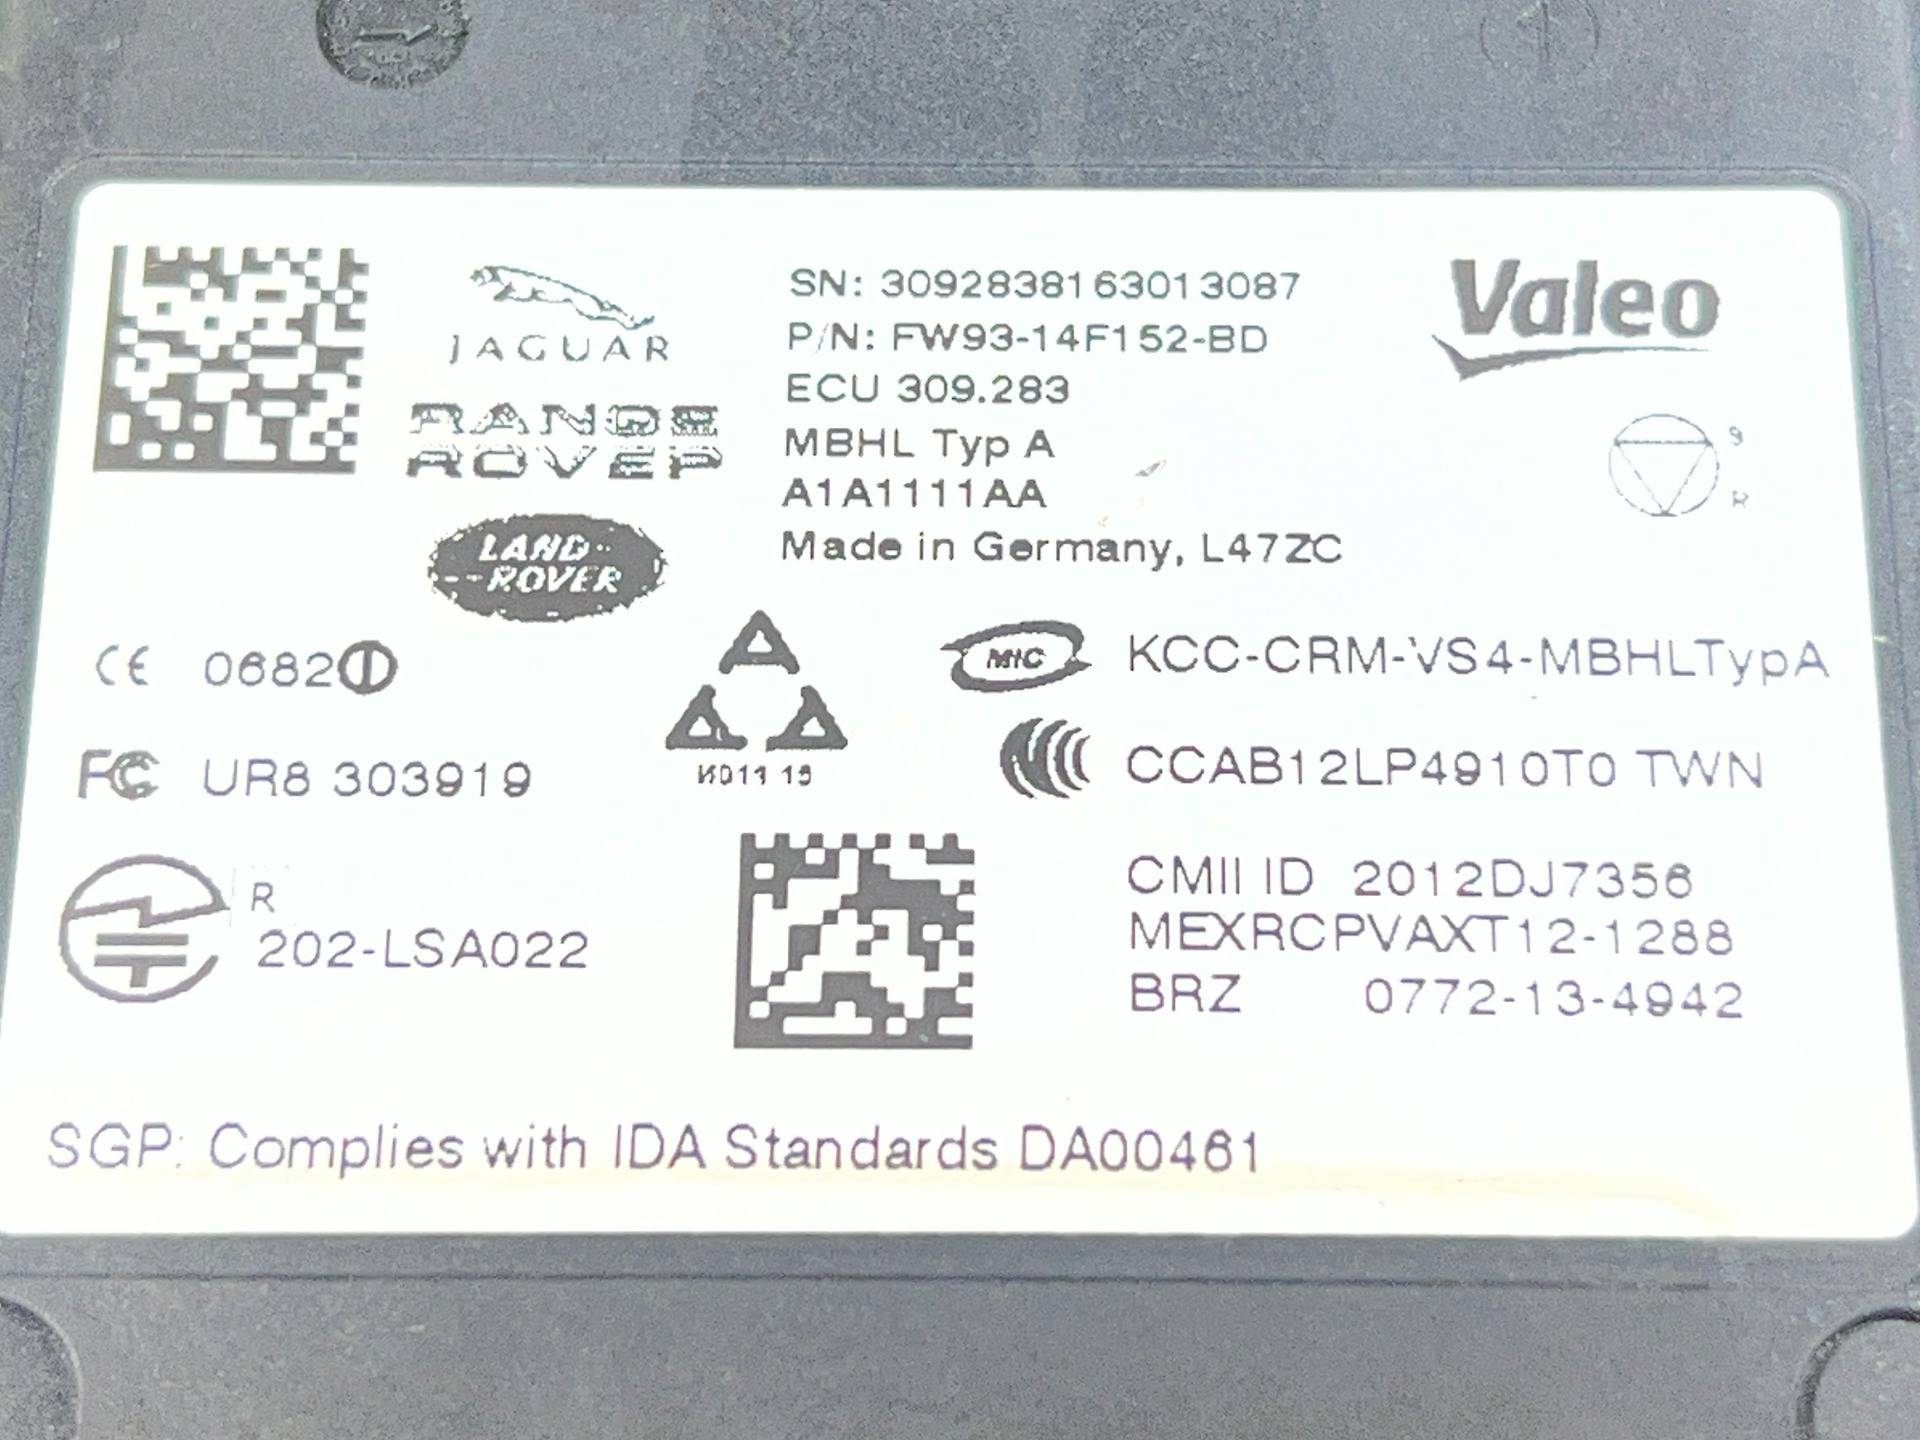 JAGUAR
RANGE
ROVER
LAND
ROVER
SN: 3092838163013087
P/N: FW93-14F152-BD
ECU 309.283
MBHL Typ A
A1A1111AA
Made in Germany, L47ZC
Valeo
9
R
CE 0682
FC UR8 303919
R
202-LSA022
MIC KCC-CRM-VS4-MBHLTypA
CCAB12LP4910T0 TWN
CMII ID 2012DJ7356
MEXRCPVAXT12-1288
BRZ 0772-13-4942
SGP: Complies with IDA Standards DA00461